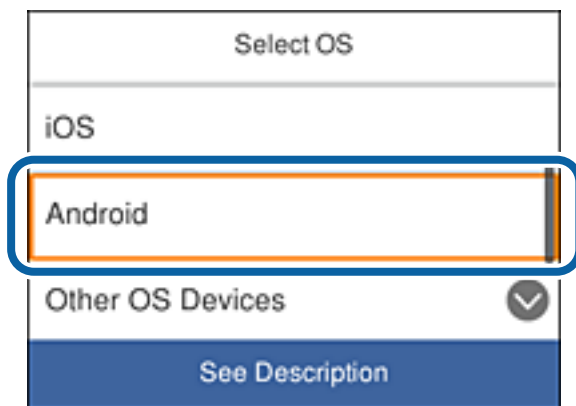 Select OS
iOS
Android
Other OS Devices
See Description